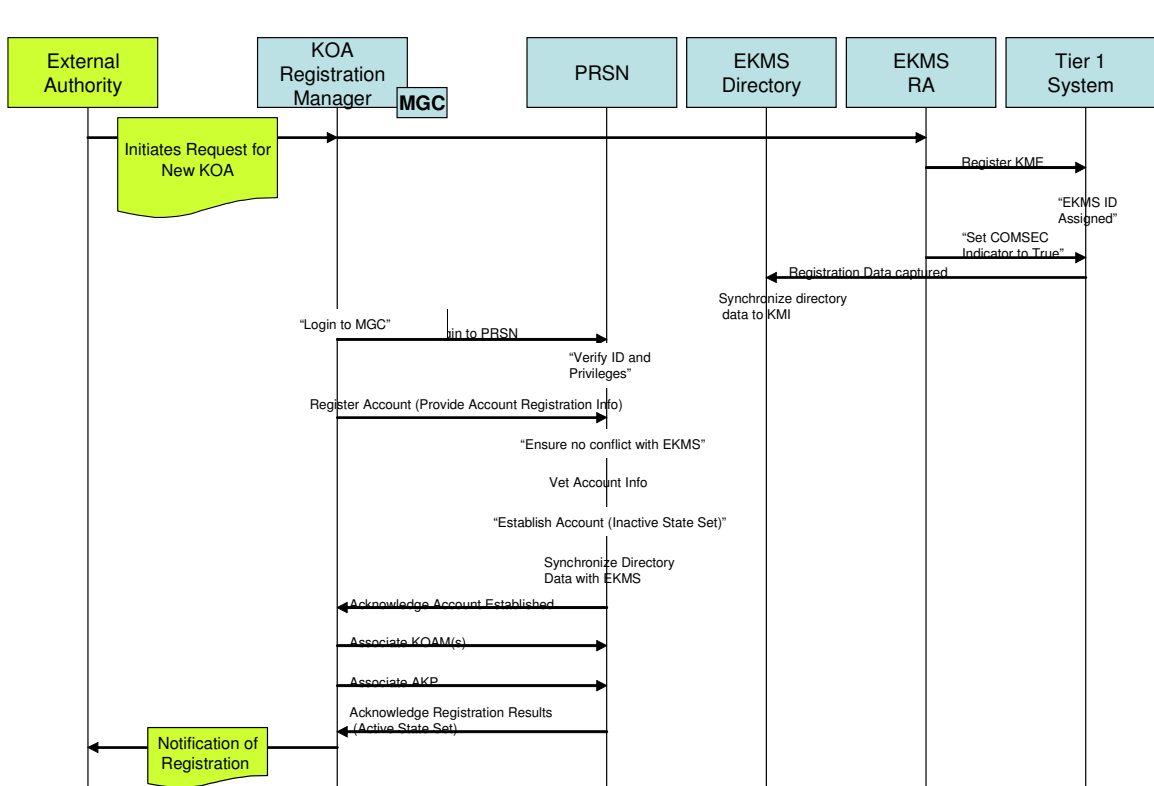 External
Authority
KOA
Registration
Manager
MGC
PRSN
EKMS
Directory
EKMS
RA
Tier 1
System
Initiates Request for
New KOA
Register KMF
“EKMS ID
Assigned”
“Set COMSEC
Indicator to True”
Registration Data captured
Synchronize directory
data to KMI
“Login to MGC”
to PRSN
“Verify ID and
Privileges”
Register Account (Provide Account Registration Info)
“Ensure no conflict with EKMS”
Vet Account Info
“Establish Account (Inactive State Set)”
Synchronize Directory
Data with EKMS
Acknowledge Account Established
Associate KOAM(s)
Associate AKP
Acknowledge Registration Results
(Active State Set)
Notification of
Registration